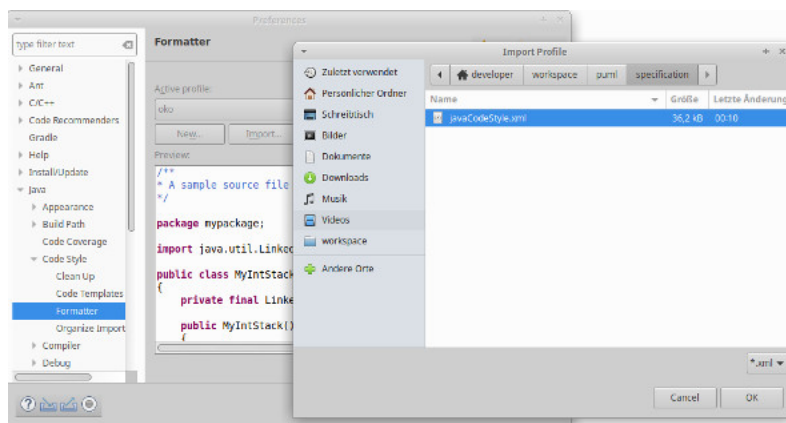 Preferences
type filter text
General
Ant
C/C++
Code Recommenders
Gradle
Help
Install/Update
Java
Appearance
Build Path
Code Coverage
Code Style
Clean Up
Code Templates
Formatter
Organize Import
Compiler
Debug
Formatter
Active profile:
oko
New...
Import...
Preview:
/**
* A sample source file
*/
package mypackage;
import java.util.Linked
public class MyIntStack
{
private final Linke
public MyIntStack()
{
Import Profile
Zuletzt verwendet
Persönlicher Ordner
Schreibtisch
Bilder
Dokumente
Downloads
Musik
Videos
workspace
Andere Orte
developer
workspace
puml
specification
Name
Größe
Letzte Änderung
javaCodeStyle.xml
36,2 kB
00:10
*.xml
Cancel
OK